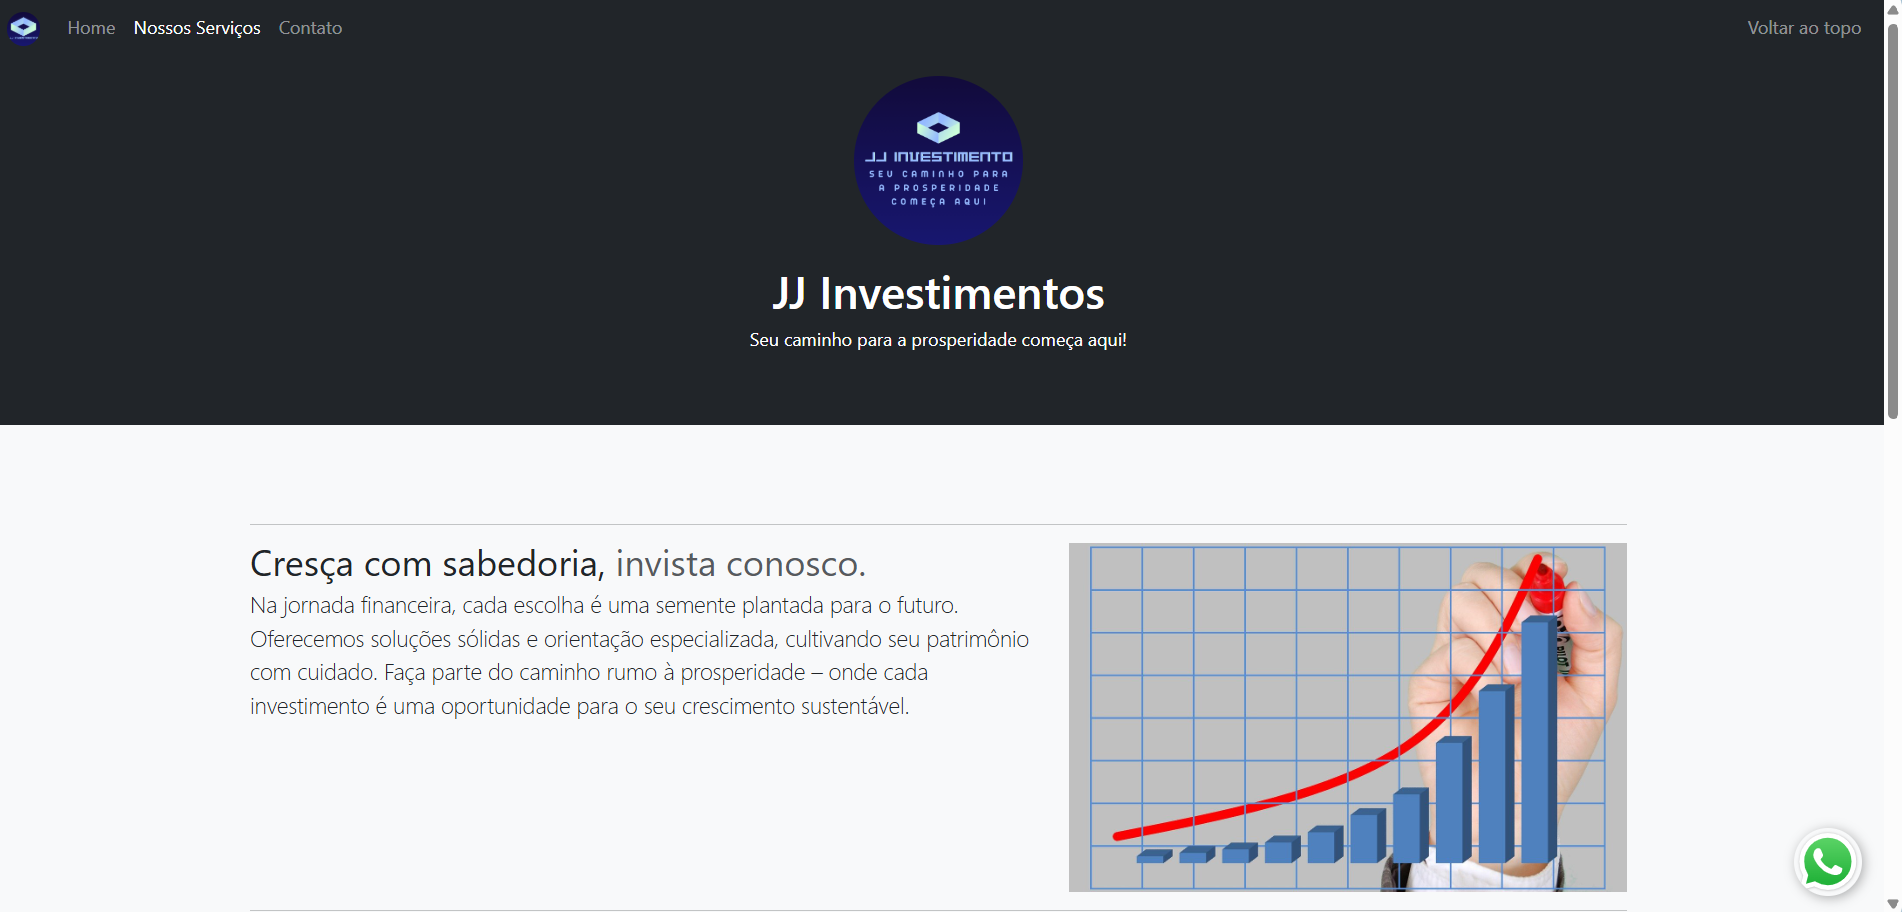 Home Nossos Serviços Contato Voltar ao topo
JJ INVESTIMENTO
SEU CAMINHO PARA
A PROSPERIDADE
COMEÇA AQUI
JJ Investimentos
Seu caminho para a prosperidade começa aqui!
Cresça com sabedoria, invista conosco.
Na jornada financeira, cada escolha é uma semente plantada para o futuro.
Oferecemos soluções sólidas e orientação especializada, cultivando seu patrimônio
com cuidado. Faça parte do caminho rumo à prosperidade – onde cada
investimento é uma oportunidade para o seu crescimento sustentável.